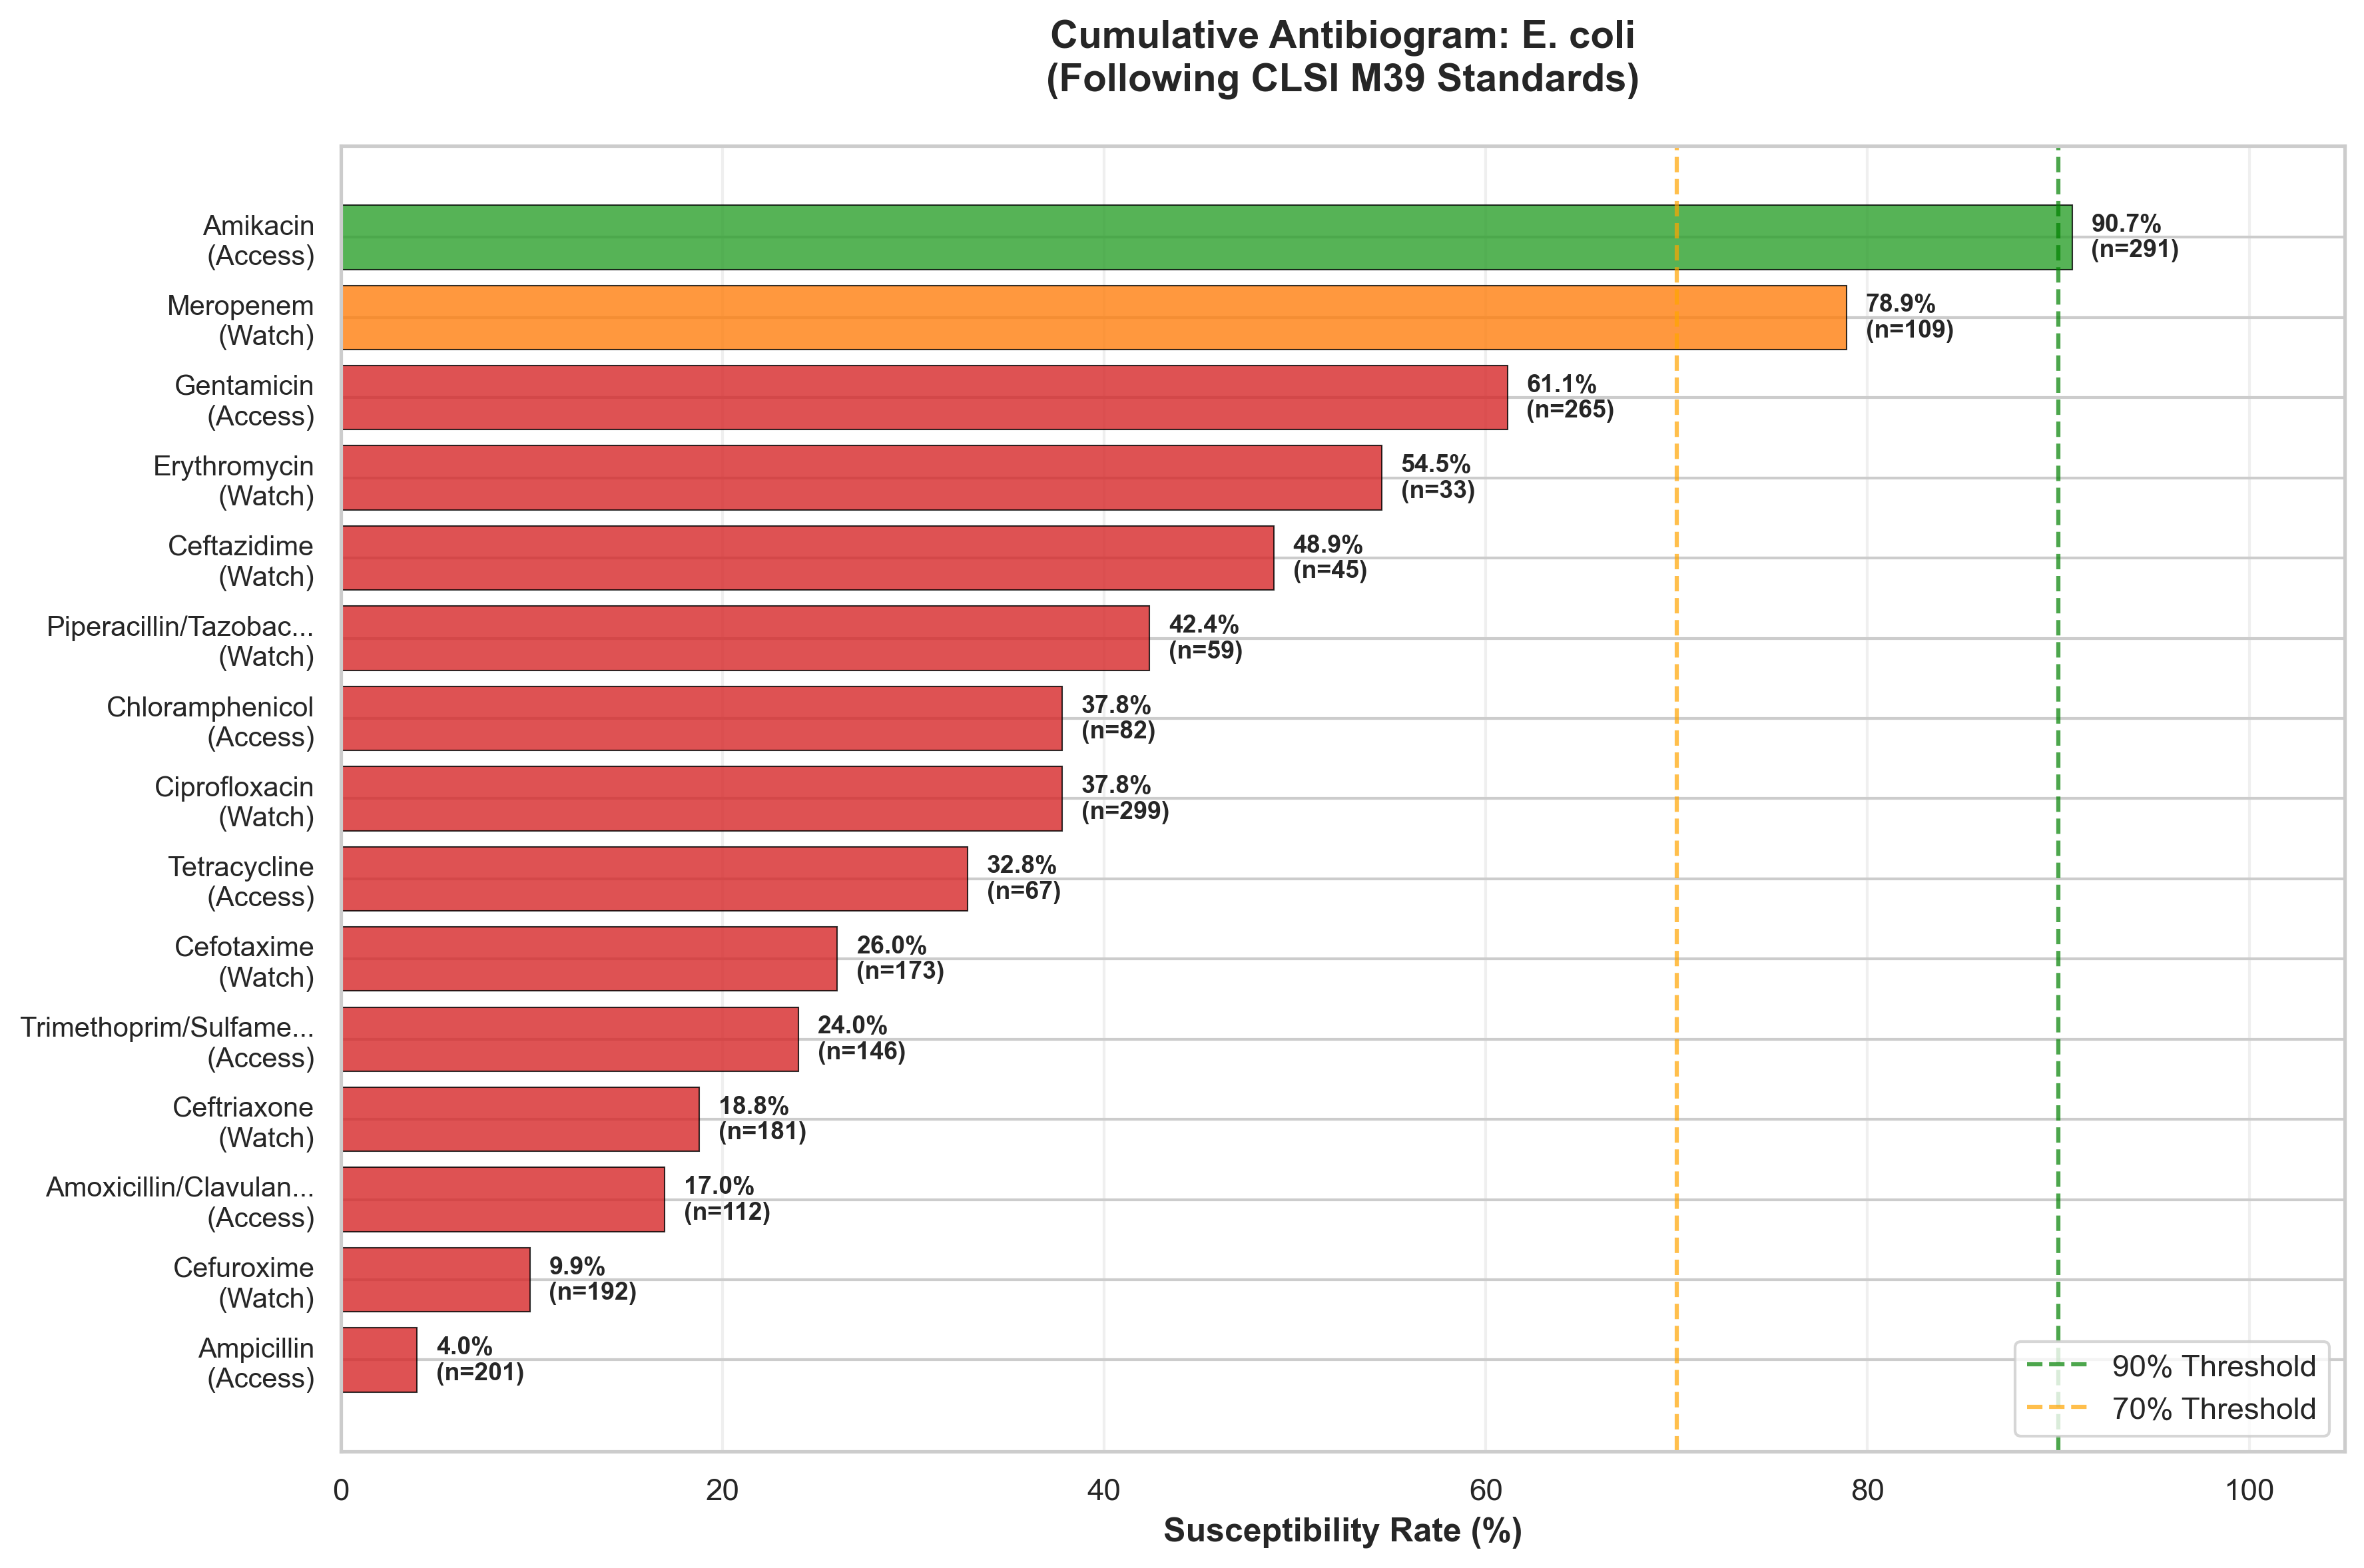 Cumulative Antibiogram: E. coli
(Following CLSI M39 Standards)
Amikacin
(Access)
90.7%
(n=291)
Meropenem
(Watch)
78.9%
(n=109)
Gentamicin
(Access)
61.1%
(n=265)
Erythromycin
(Watch)
54.5%
(n=33)
Ceftazidime
(Watch)
48.9%
(n=45)
Piperacillin/Tazobac...
(Watch)
42.4%
(n=59)
Chloramphenicol
(Access)
37.8%
(n=82)
Ciprofloxacin
(Watch)
37.8%
(n=299)
Tetracycline
(Access)
32.8%
(n=67)
Cefotaxime
(Watch)
26.0%
(n=173)
Trimethoprim/Sulfame...
(Access)
24.0%
(n=146)
Ceftriaxone
(Watch)
18.8%
(n=181)
Amoxicillin/Clavulan...
(Access)
17.0%
(n=112)
Cefuroxime
(Watch)
9.9%
(n=192)
Ampicillin
(Access)
4.0%
(n=201)
90% Threshold
70% Threshold
0 20 40 60 80 100
Susceptibility Rate (%)